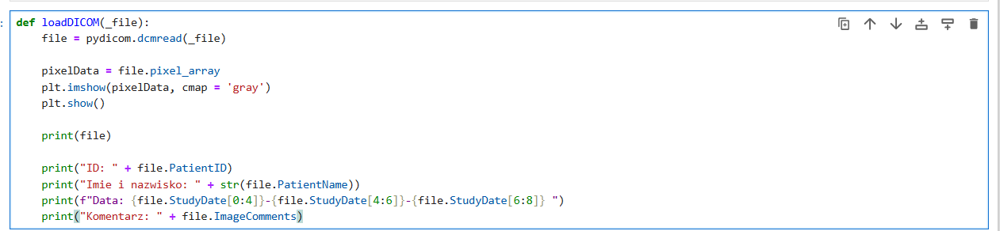 def loadDICOM(_file):
    file = pydicom.dcmread(_file)
    pixelData = file.pixel_array
    plt.imshow(pixelData, cmap = 'gray')
    plt.show()
    print(file)
    print("ID: " + file.PatientID)
    print("Imie i nazwisko: " + str(file.PatientName))
    print(f"Data: {file.StudyDate[0:4]}-{file.StudyDate[4:6]}-{file.StudyDate[6:8]} ")
    print("Komentarz: " + file.ImageComments)